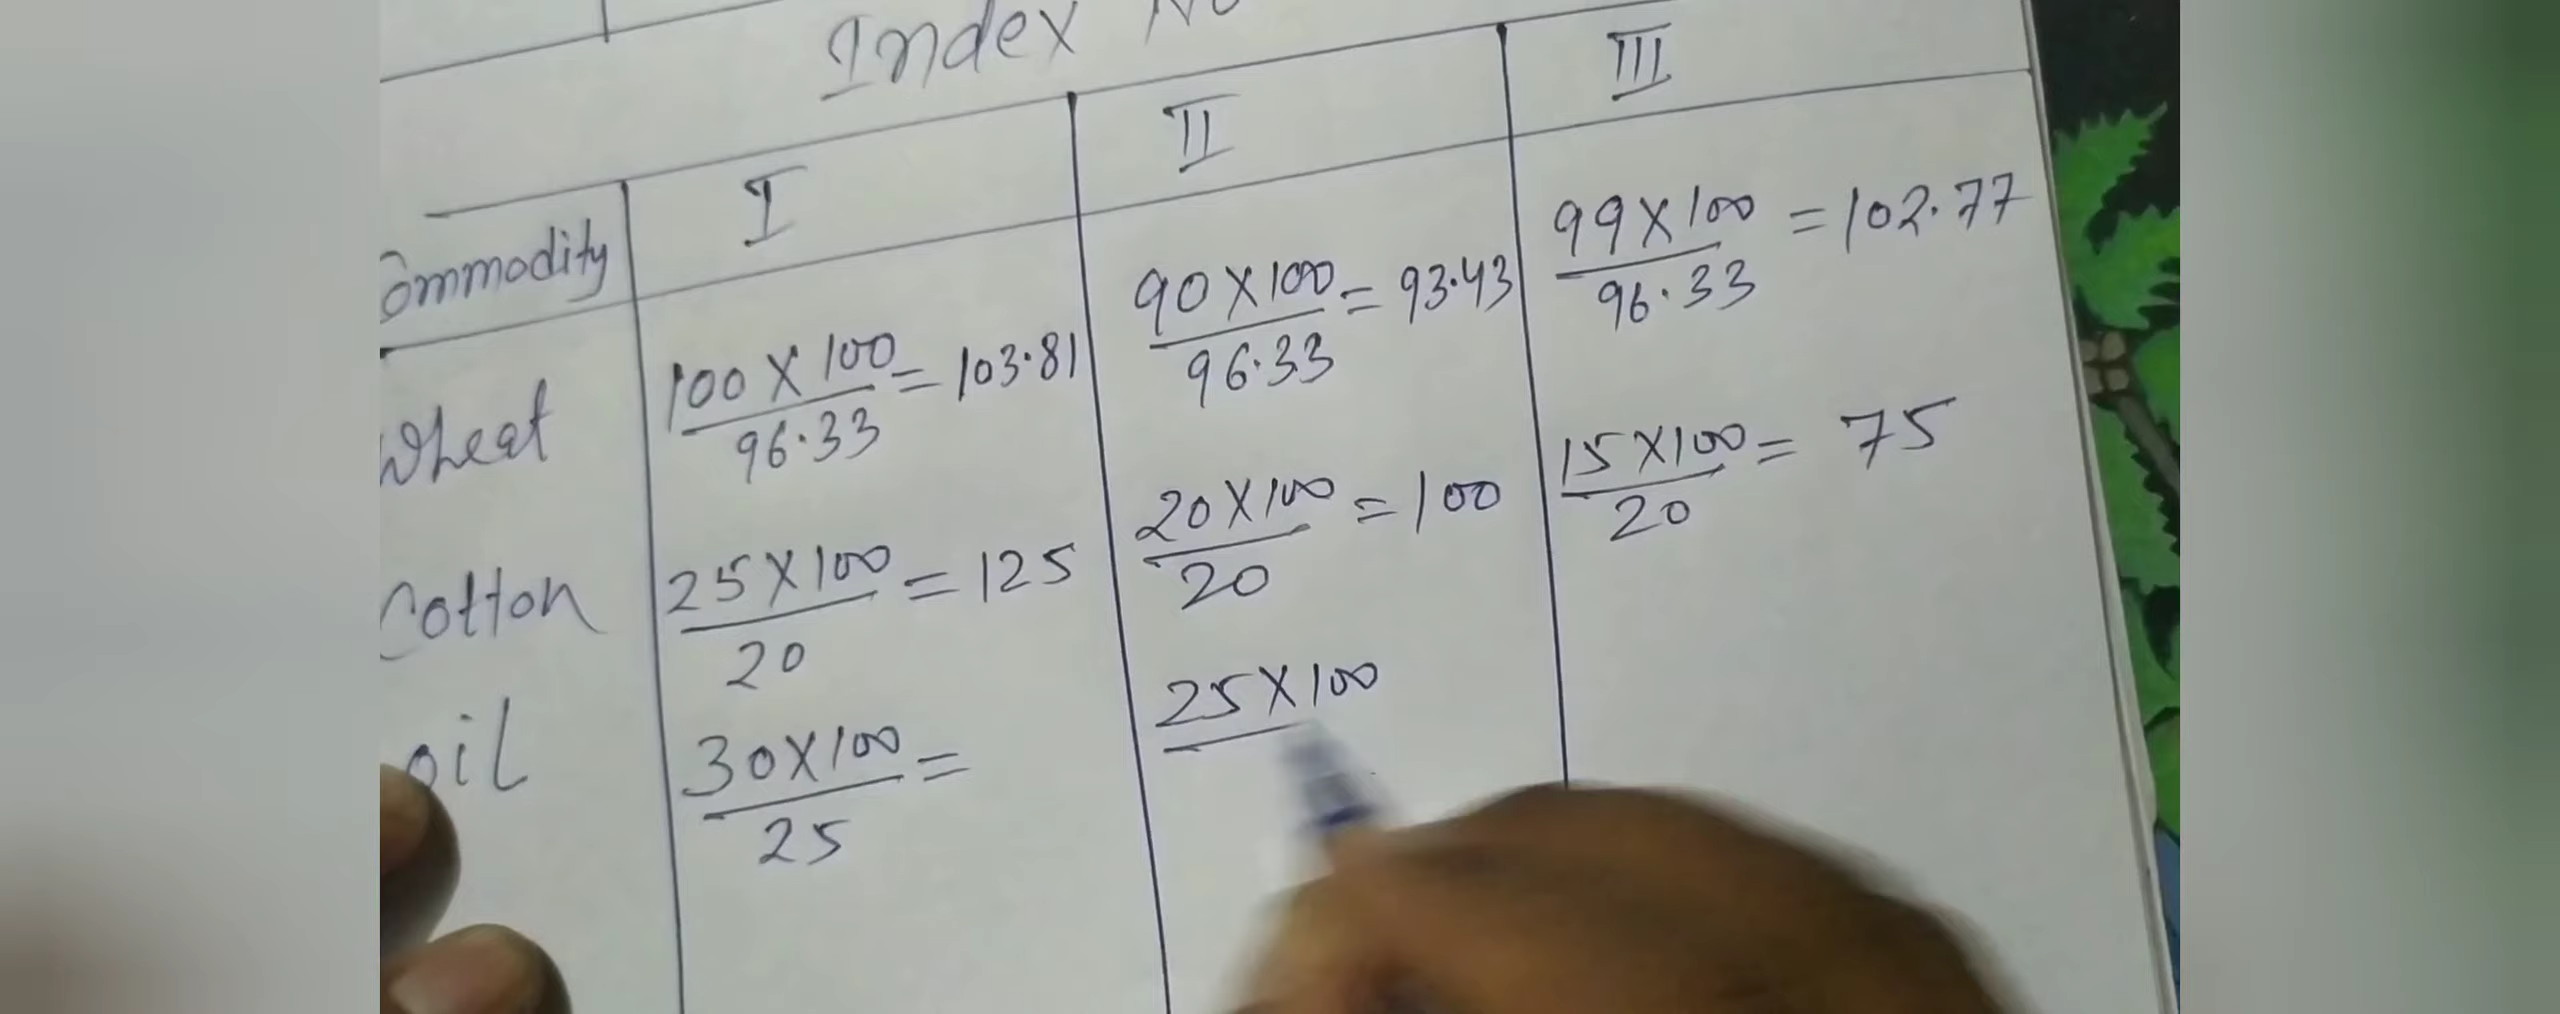 Index No
ommodity I II III
Wheat 100 X 100 = 103.81 90 X 100 = 93.43 99 X 100 = 102.77
96.33 96.33 96.33
Cotton 25 X 100 = 125 20 X 100 = 100 15 X 100 = 75
20 20 20
oil 30 X 100 = 25 X 100
25